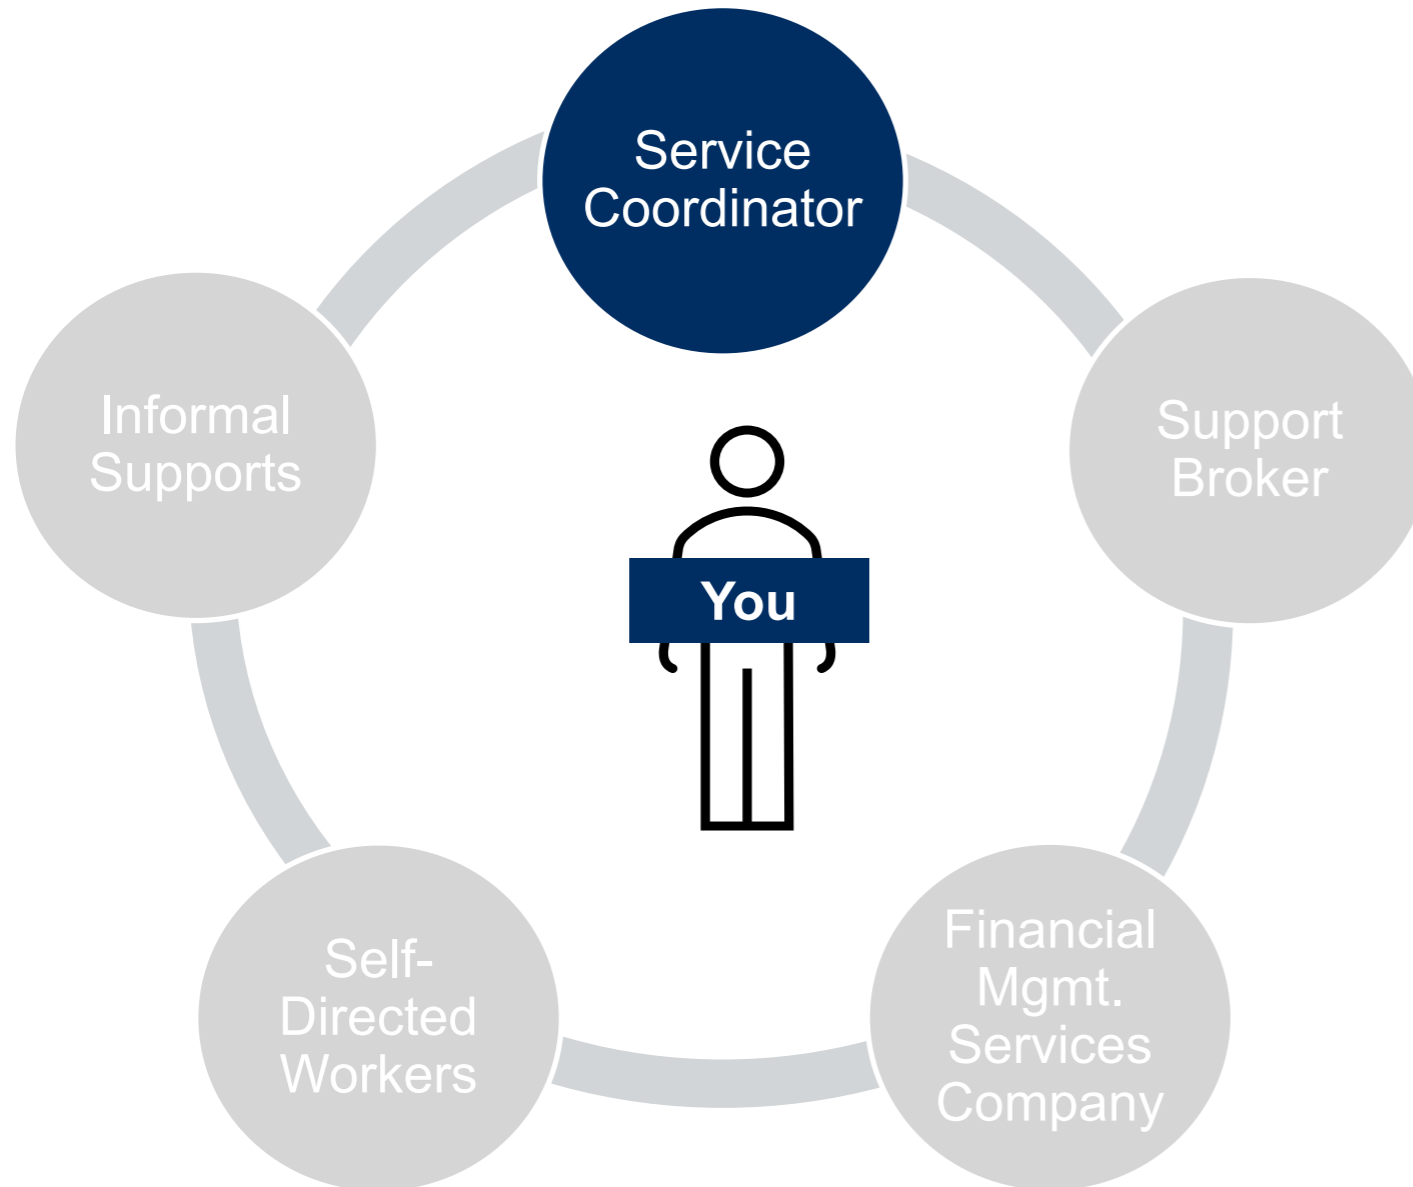 Service
Coordinator
Support
Broker
Financial
Mgmt.
Services
Company
Self-
Directed
Workers
Informal
Supports
You